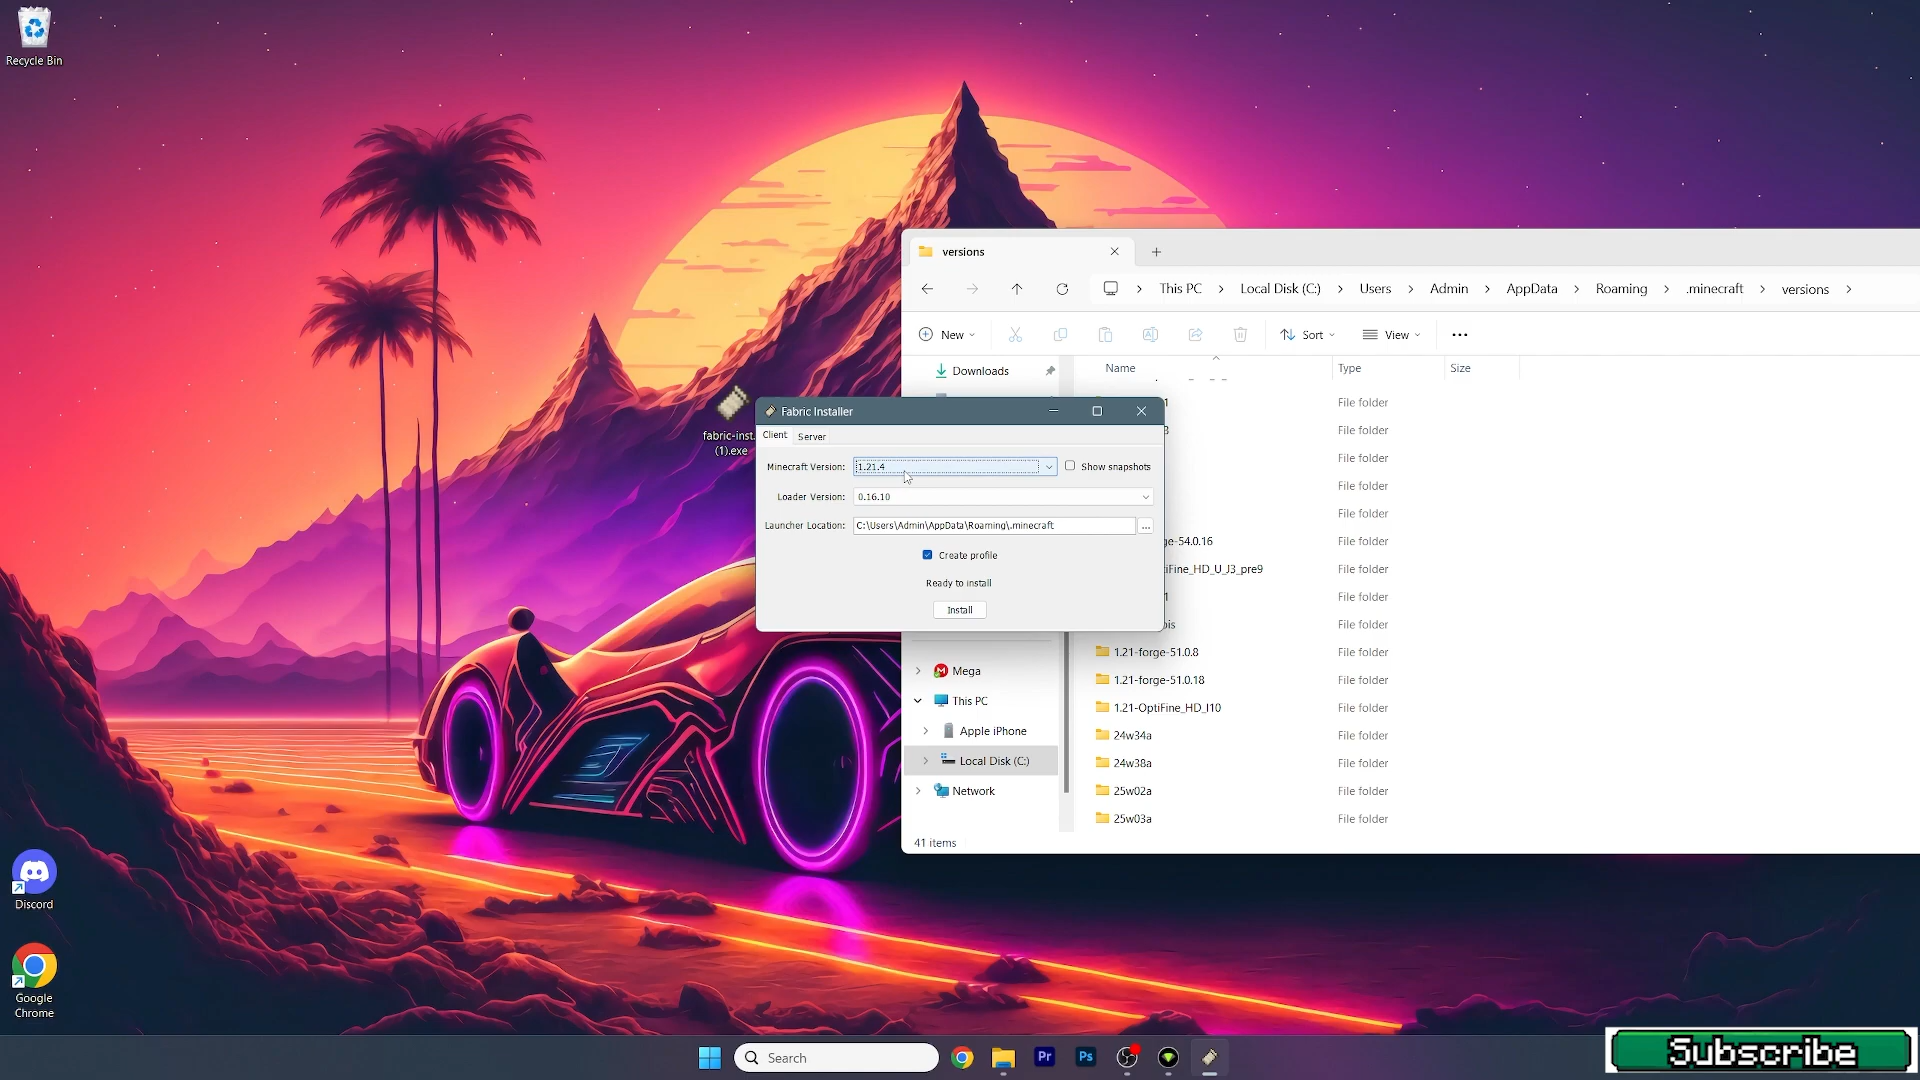 Recycle Bin
versions
This PC
Local Disk (C:)
Users
Admin
AppData
Roaming
.minecraft
versions
New
Sort
View
Downloads
Name
Type
Size
File folder
File folder
File folder
File folder
File folder
ge-54.0.16
File folder
iFine_HD_U_J3_pre9
File folder
File folder
File folder
fabric-inst.
(1).exe
Fabric Installer
Client
Server
Minecraft Version:
1.21.4
Show snapshots
Loader Version:
0.16.10
Launcher Location:
C:\Users\Admin\AppData\Roaming\.minecraft
...
Create profile
Ready to install
Install
1.21-forge-51.0.8
File folder
Mega
1.21-forge-51.0.18
File folder
This PC
1.21-OptiFine_HD_I10
File folder
Apple iPhone
24w34a
File folder
Local Disk (C:)
24w38a
File folder
Network
25w02a
File folder
25w03a
File folder
41 items
Discord
Google
Chrome
Search
Pr
Ps
Subscribe